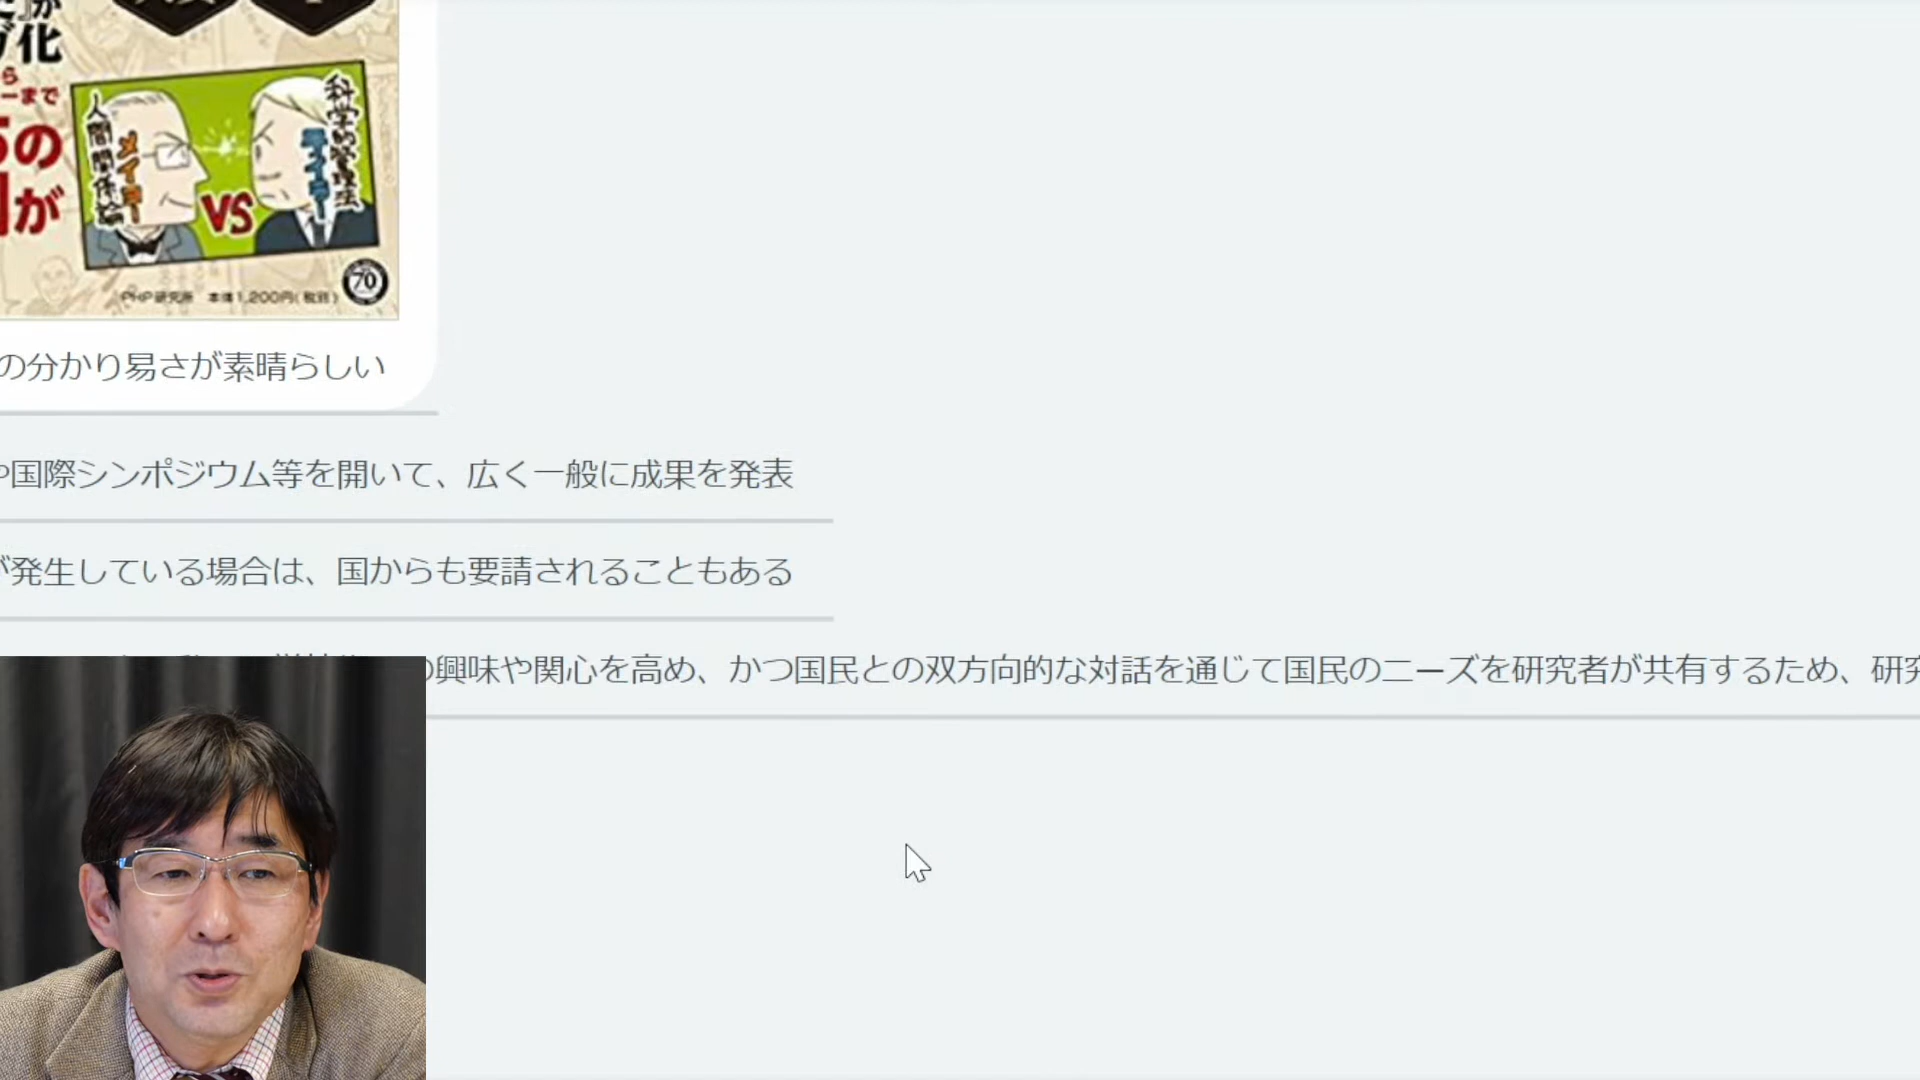 化
ーまで
の
が
人間関係論
メイヨー
VS
科学的管理法
テイラー
PHP研究所 本体1,200円(税別)
70
の分かり易さが素晴らしい
や国際シンポジウム等を開いて、広く一般に成果を発表
が発生している場合は、国からも要請されることもある
の興味や関心を高め、かつ国民との双方向的な対話を通じて国民のニーズを研究者が共有するため、研究